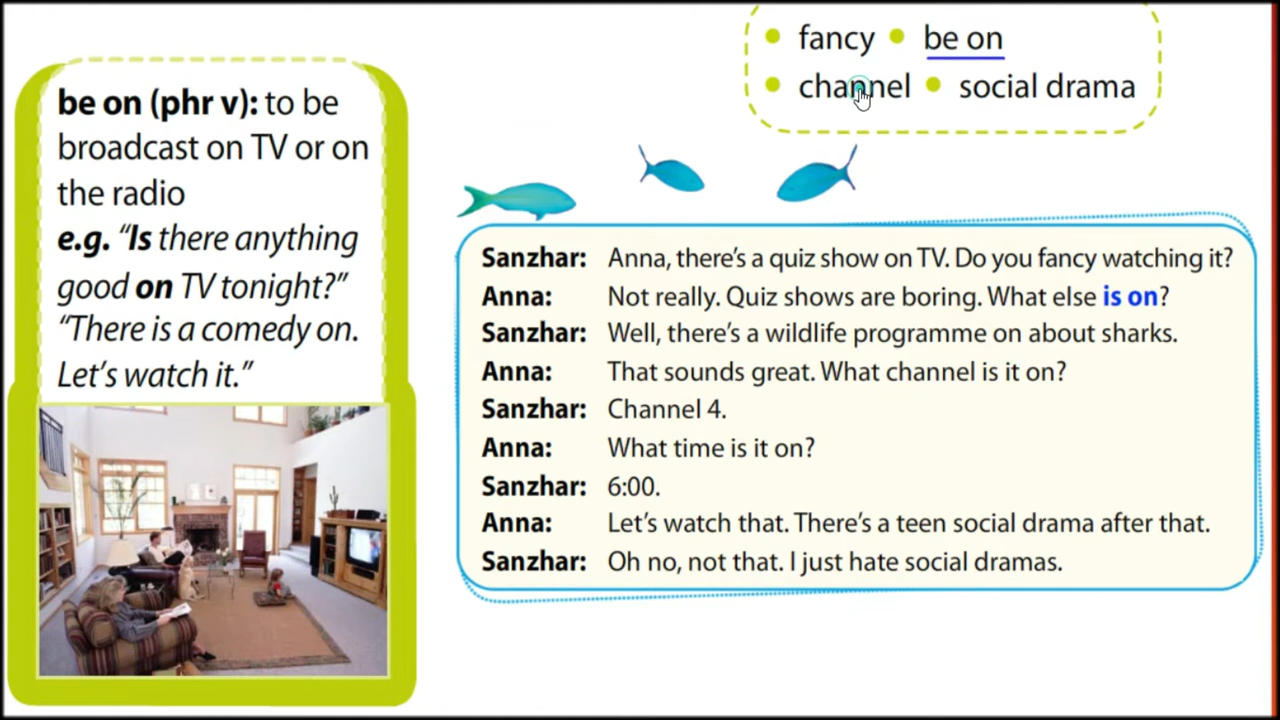 • fancy • be on
• channel • social drama
be on (phr v): to be
broadcast on TV or on
the radio
e.g. “Is there anything
good on TV tonight?”
“There is a comedy on.
Let’s watch it.”
Sanzhar: Anna, there’s a quiz show on TV. Do you fancy watching it?
Anna: Not really. Quiz shows are boring. What else is on?
Sanzhar: Well, there’s a wildlife programme on about sharks.
Anna: That sounds great. What channel is it on?
Sanzhar: Channel 4.
Anna: What time is it on?
Sanzhar: 6:00.
Anna: Let’s watch that. There’s a teen social drama after that.
Sanzhar: Oh no, not that. I just hate social dramas.